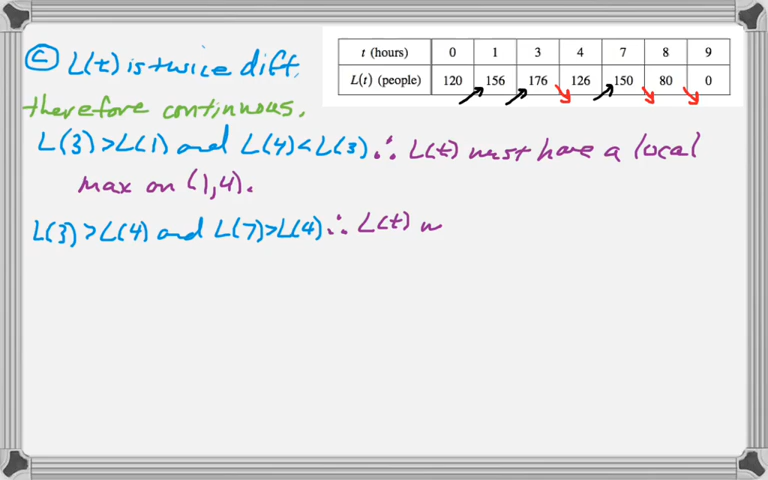 © L(t) is twice diff.
therefore continuous.
t (hours) 0 1 3 4 7 8 9
L(t) (people) 120 156 176 126 150 80 0
L(3)>L(1) and L(4)<L(3) ∴ L(t) must have a local
max on (1,4).
L(3)>L(4) and L(7)>L(4) ∴ L(t) m